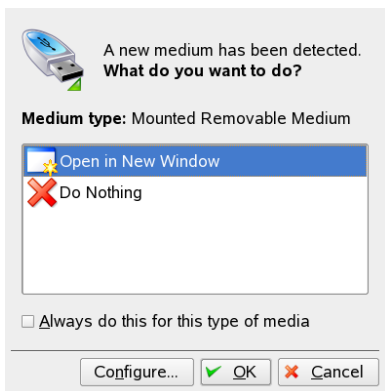 A new medium has been detected.
What do you want to do?
Medium type: Mounted Removable Medium
Open in New Window
Do Nothing
Always do this for this type of media
Configure... OK Cancel